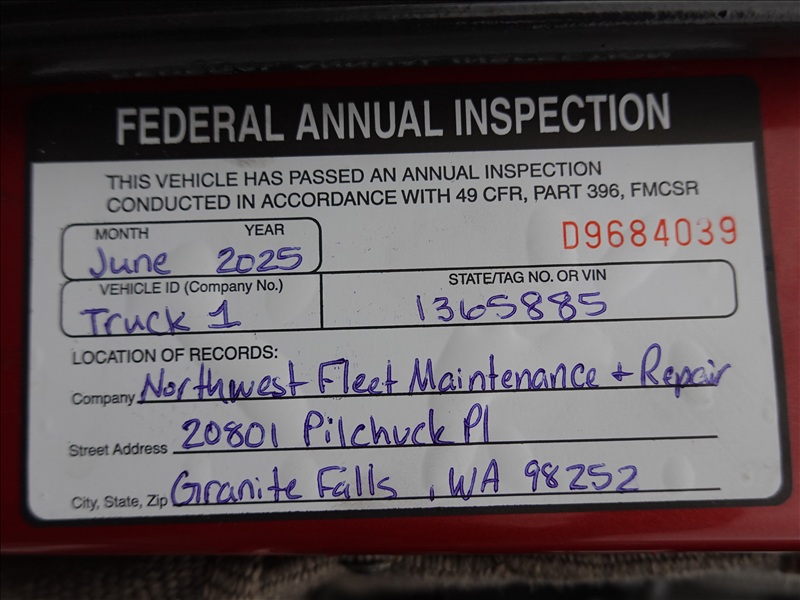 FEDERAL ANNUAL INSPECTION
THIS VEHICLE HAS PASSED AN ANNUAL INSPECTION
CONDUCTED IN ACCORDANCE WITH 49 CFR, PART 396, FMCSR
MONTH YEAR
June 2025
D9684039
VEHICLE ID (Company No.)
Truck 1
STATE/TAG NO. OR VIN
1365885
LOCATION OF RECORDS:
Company Northwest Fleet Maintenance + Repair
Street Address 20801 Pilchuck Pl
City, State, Zip Granite Falls, WA 98252